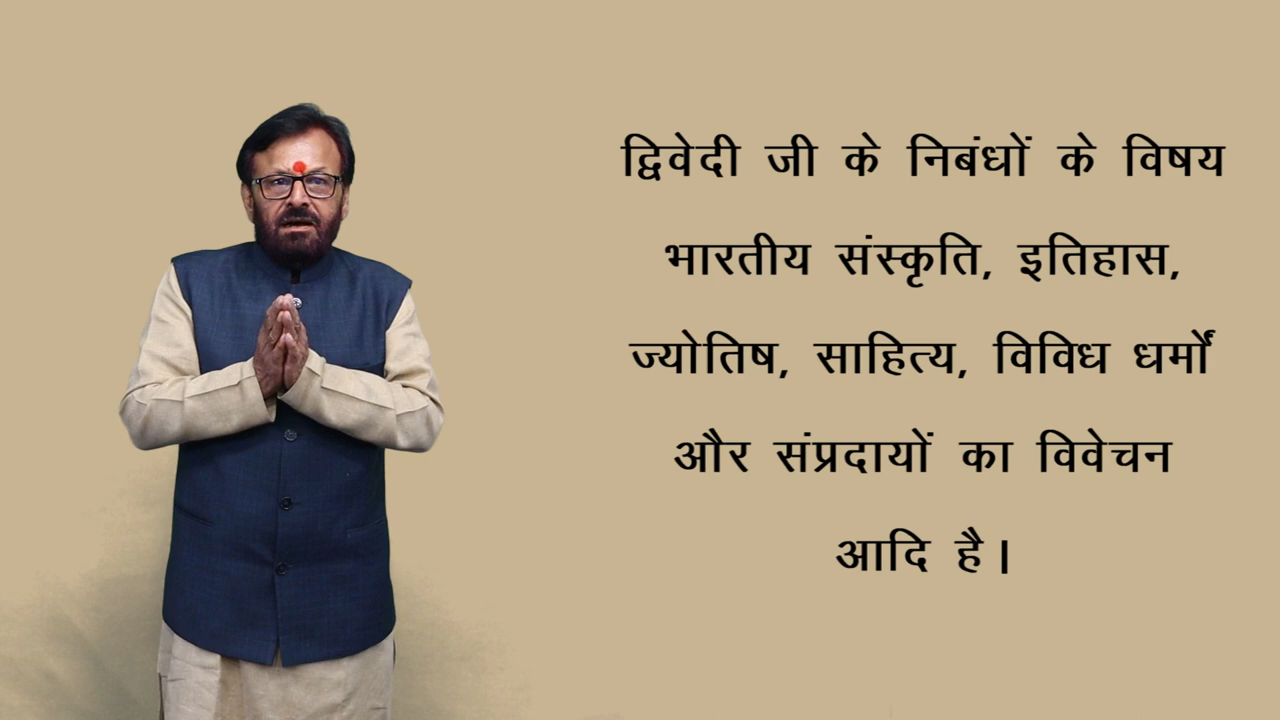 द्विवेदी जी के निबंधों के विषय
भारतीय संस्कृति, इतिहास,
ज्योतिष, साहित्य, विविध धर्मों
और संप्रदायों का विवेचन
आदि है।